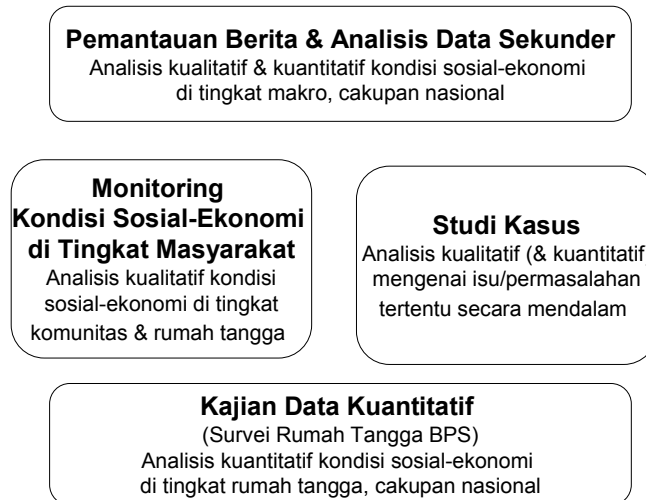 Pemantauan Berita & Analisis Data Sekunder
Analisis kualitatif & kuantitatif kondisi sosial-ekonomi
di tingkat makro, cakupan nasional
Monitoring
Kondisi Sosial-Ekonomi
di Tingkat Masyarakat
Analisis kualitatif kondisi
sosial-ekonomi di tingkat
komunitas & rumah tangga
Studi Kasus
Analisis kualitatif (& kuantitatif
mengenai isu/permasalahan
tertentu secara mendalam
Kajian Data Kuantitatif
(Survei Rumah Tangga BPS)
Analisis kuantitatif kondisi sosial-ekonomi
di tingkat rumah tangga, cakupan nasional